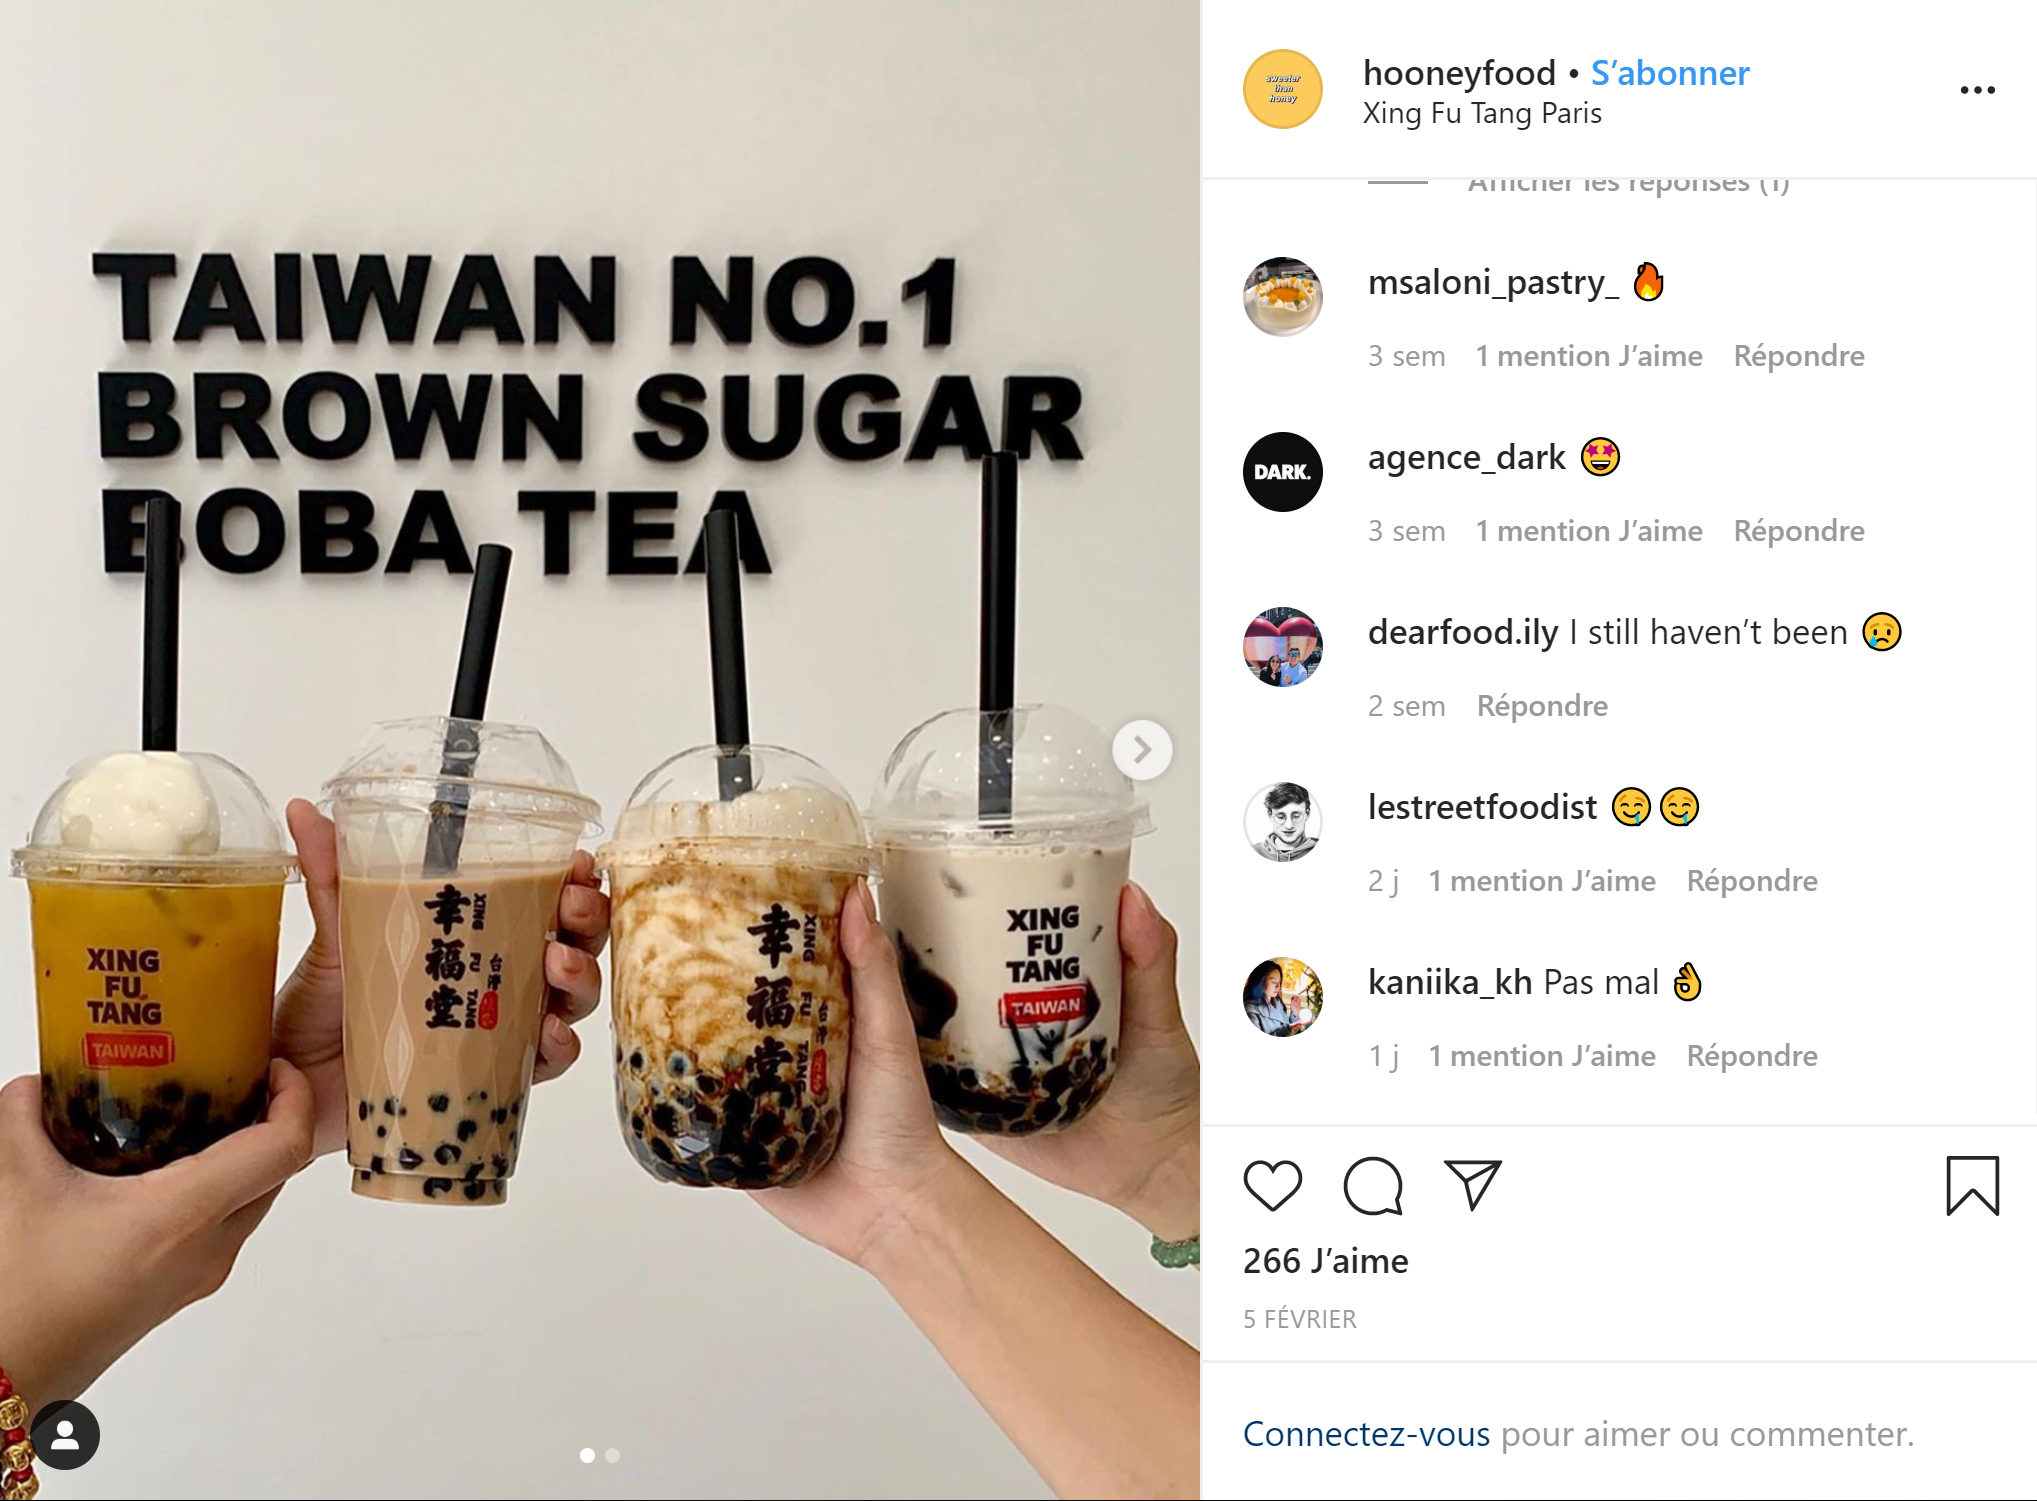 TAIWAN NO.1
BROWN SUGAR
BOBA TEA
XING
FU
TANG
TAIWAN
幸福堂
XING FU TANG
台灣
幸福堂
XING FU TANG
台灣
XING
FU
TANG
TAIWAN
sweeter
than
honey
hooneyfood • S’abonner
Xing Fu Tang Paris
Afficher les réponses (1)
msaloni_pastry_ 🔥
3 sem 1 mention J’aime Répondre
DARK.
agence_dark 🤩
3 sem 1 mention J’aime Répondre
dearfood.ily I still haven’t been 😢
2 sem Répondre
lestreetfoodist 🤤🤤
2 j 1 mention J’aime Répondre
kaniika_kh Pas mal 👌
1 j 1 mention J’aime Répondre
266 J’aime
5 FÉVRIER
Connectez-vous pour aimer ou commenter.